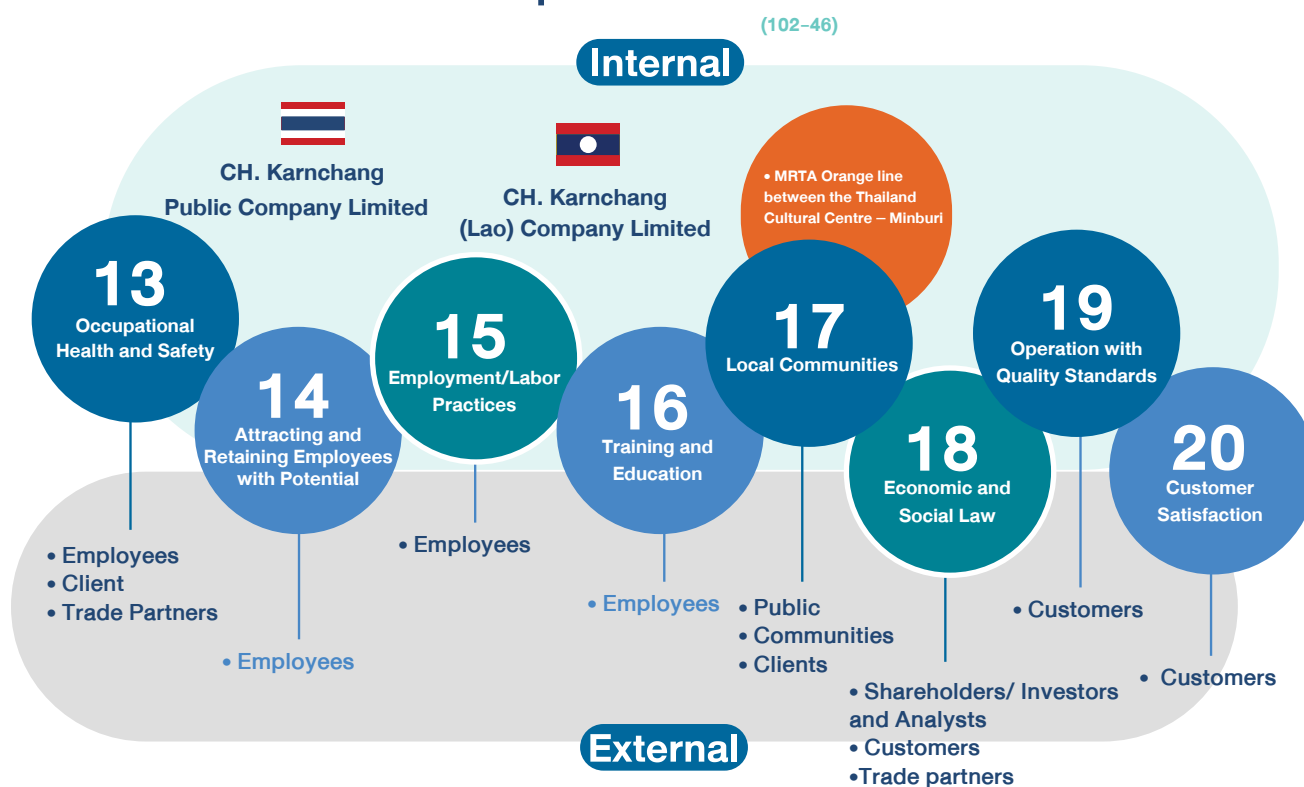 (102-46)
Internal
CH. Karnchang
Public Company Limited
CH. Karnchang
(Lao) Company Limited
• MRTA Orange line
between the Thailand
Cultural Centre – Minburi
13
Occupational
Health and Safety
14
Attracting and
Retaining Employees
with Potential
15
Employment/Labor
Practices
16
Training and
Education
17
Local Communities
18
Economic and
Social Law
19
Operation with
Quality Standards
20
Customer
Satisfaction
• Employees
• Client
• Trade Partners
• Employees
• Employees
• Employees
• Public
• Communities
• Clients
• Shareholders/ Investors
and Analysts
• Customers
•Trade partners
• Customers
• Customers
External